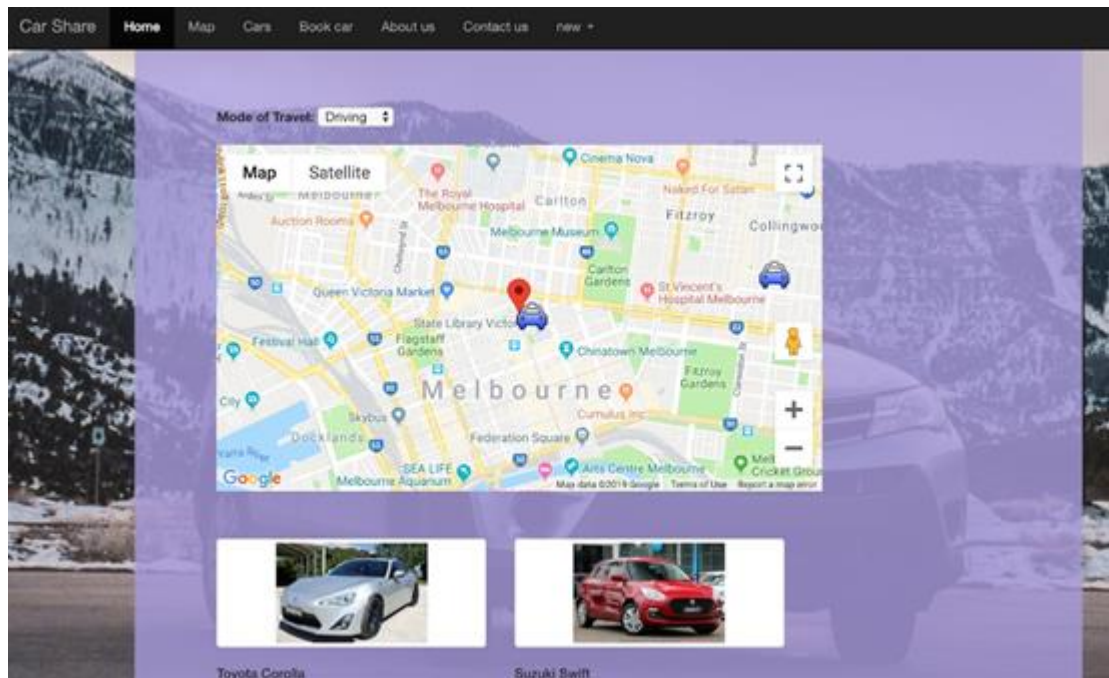 Car Share Home Map Cars Book car About us Contact us new
Mode of Travel: Driving
Map Satellite
Cinema Nova
The Royal
Melbourne Hospital
Carlton
Naked For Satan
Fitzroy
Auction Rooms
Melbourne Museum
Collingwoo
Carlton
Gardens
Queen Victoria Market
St Vincent's
Hospital Melbourne
State Library Victo
Festival Hall
Flagstaff
Gardens
Chinatown Melbourne
Fitzroy
Gardens
Melbourne
City
Skybus
Cumulus Inc
Docklands
Federation Square
SEA LIFE
Melbourne Aquarium
Arts Centre Melbourne
Melb
Cricket Groun
Google
Map data ©2019 Google Terms of Use Report a map error
Toyota Corolla
Suzuki Swift